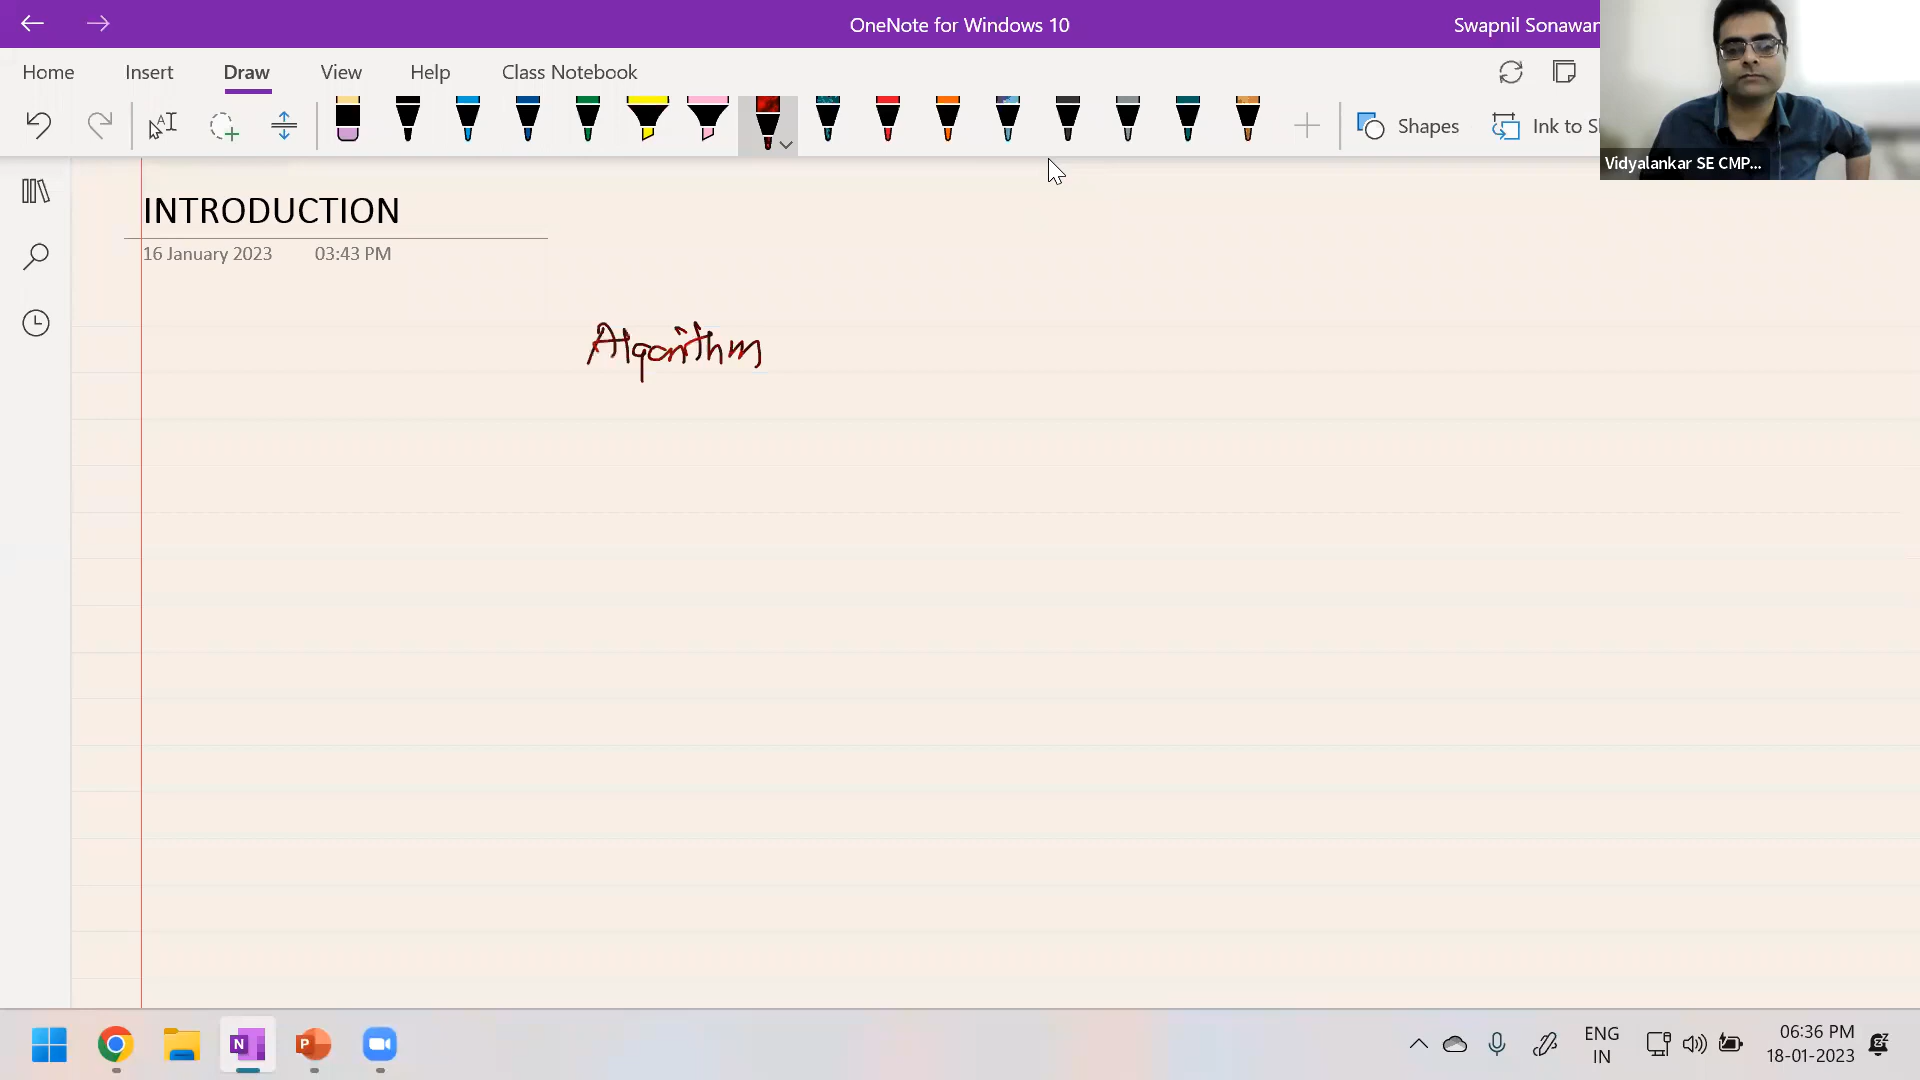 OneNote for Windows 10
Swapnil Sonawar
Home Insert Draw View Help Class Notebook
Shapes
Ink to S
Vidyalankar SE CMP...
INTRODUCTION
16 January 2023 03:43 PM
Algorithm
ENG
IN
06:36 PM
18-01-2023